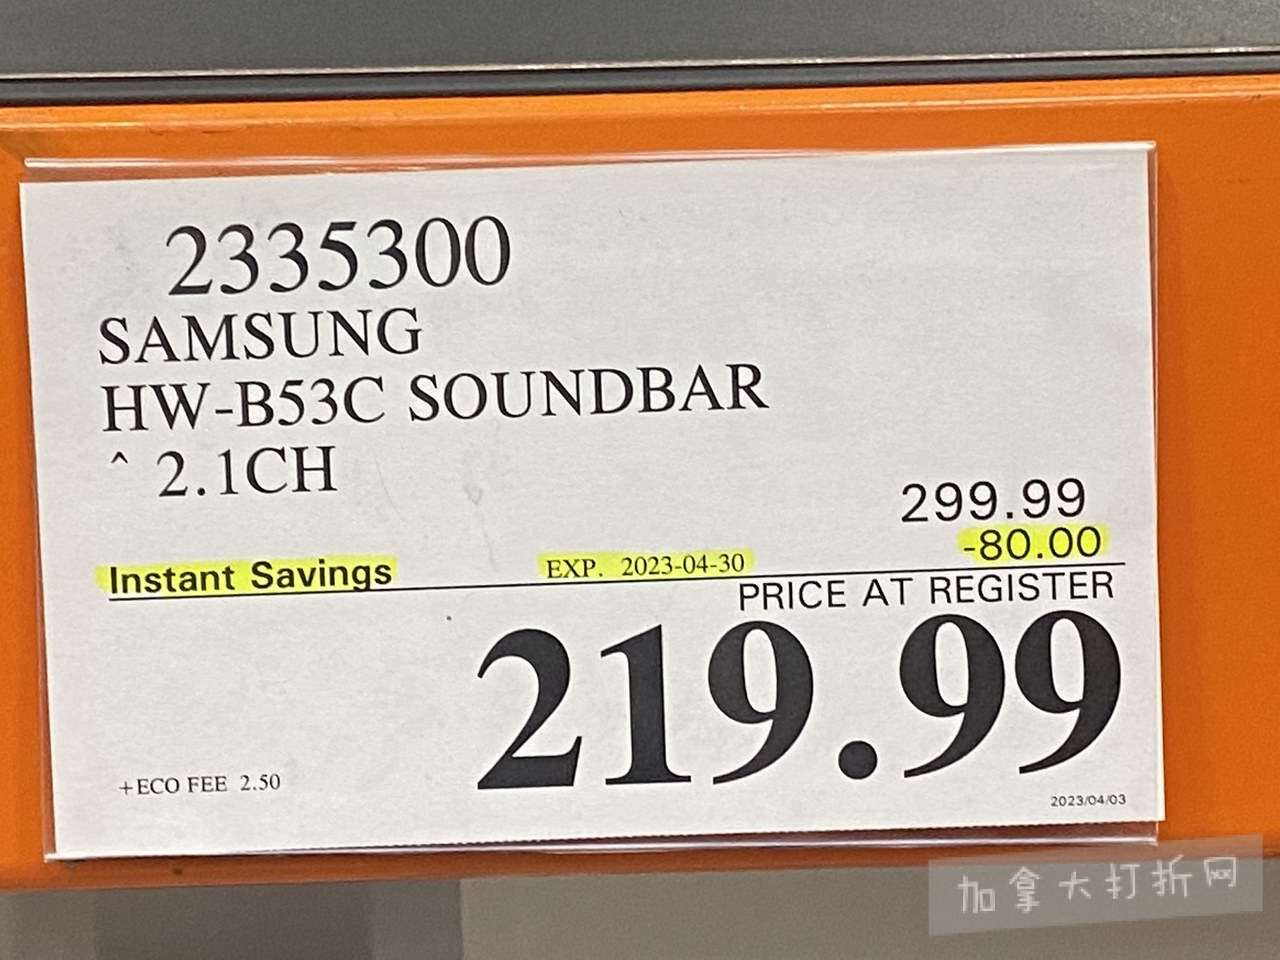 2335300
SAMSUNG
HW-B53C SOUNDBAR
^ 2.1CH
299.99
-80.00
Instant Savings EXP. 2023-04-30
PRICE AT REGISTER
219.99
+ECO FEE 2.50
2023/04/03
加拿大打折网